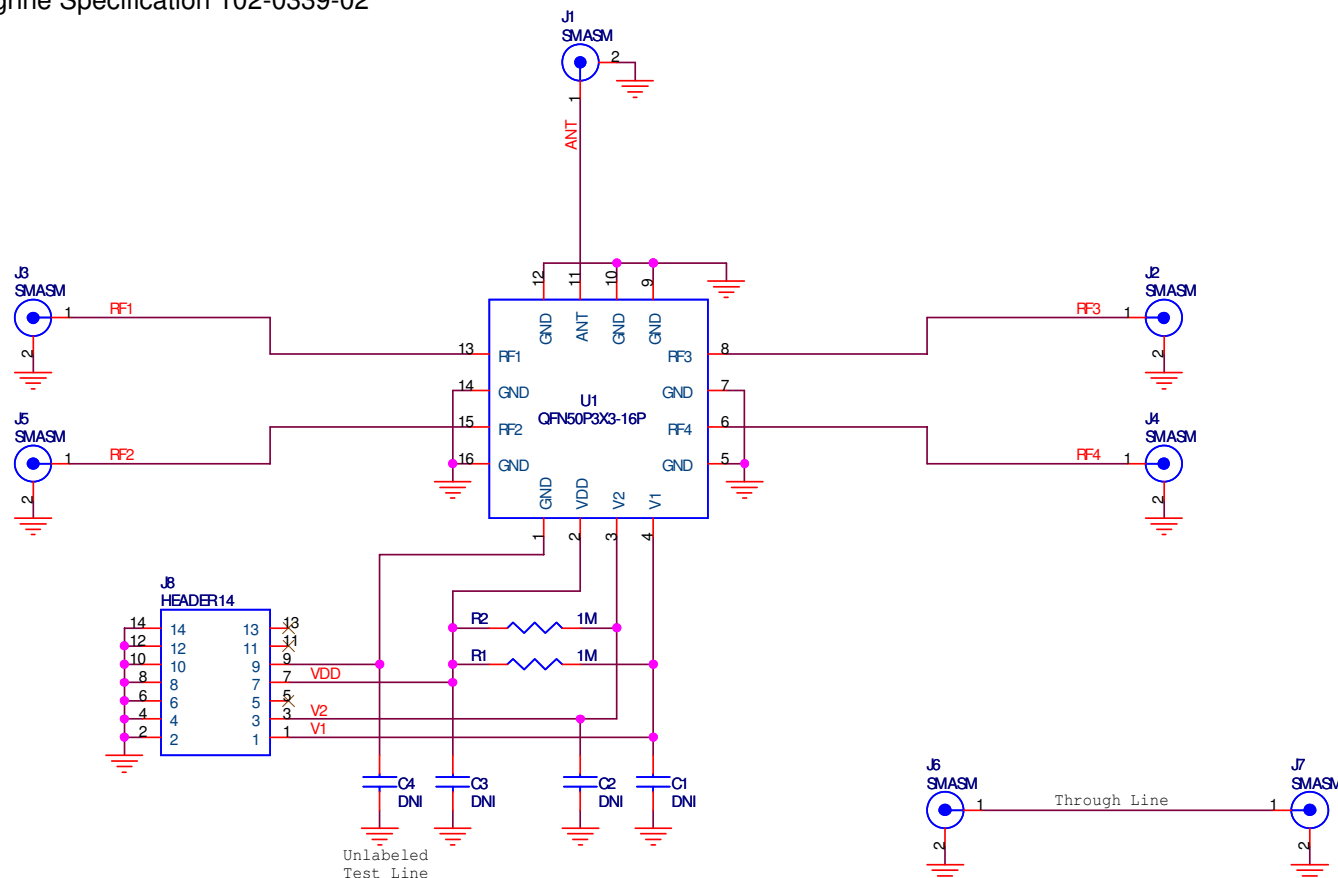 Specification 102-0339-02
J1
SMASM
2
1
ANT
J3
SMASM
1
RF1
2
J2
SMASM
RF3
1
2
12
11
10
9
GND
ANT
GND
GND
13
RF1
RF3
8
14
GND
GND
7
U1
QFN50P3X3-16P
15
RF2
RF4
6
16
GND
GND
5
GND
VDD
V2
V1
1
2
3
4
J5
SMASM
1
RF2
2
J4
SMASM
RF4
1
2
J8
HEADER14
14
14
13
13
12
12
11
11
10
10
9
9
8
8
7
7
VDD
6
6
5
5
4
4
3
3
V2
2
2
1
1
V1
R2
1M
R1
1M
C4
DNI
C3
DNI
C2
DNI
C1
DNI
Unlabeled
Test Line
J6
SMASM
1
Through Line
1
J7
SMASM
2
2